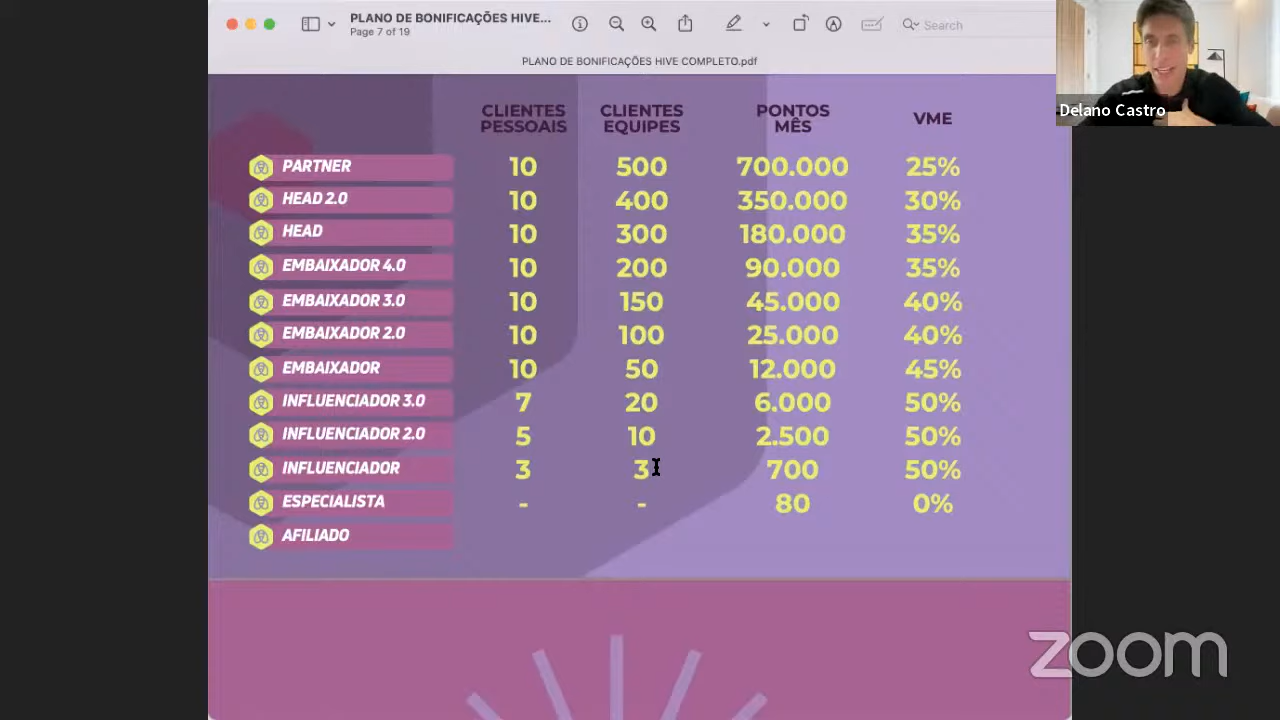 PLANO DE BONIFICAÇÕES HIVE...
Page 7 of 19
Search
PLANO DE BONIFICAÇÕES HIVE COMPLETO.pdf
Delano Castro
CLIENTES PESSOAIS CLIENTES EQUIPES PONTOS MÊS VME
PARTNER 10 500 700.000 25%
HEAD 2.0 10 400 350.000 30%
HEAD 10 300 180.000 35%
EMBAIXADOR 4.0 10 200 90.000 35%
EMBAIXADOR 3.0 10 150 45.000 40%
EMBAIXADOR 2.0 10 100 25.000 40%
EMBAIXADOR 10 50 12.000 45%
INFLUENCIADOR 3.0 7 20 6.000 50%
INFLUENCIADOR 2.0 5 10 2.500 50%
INFLUENCIADOR 3 3 700 50%
ESPECIALISTA - - 80 0%
AFILIADO
zoom